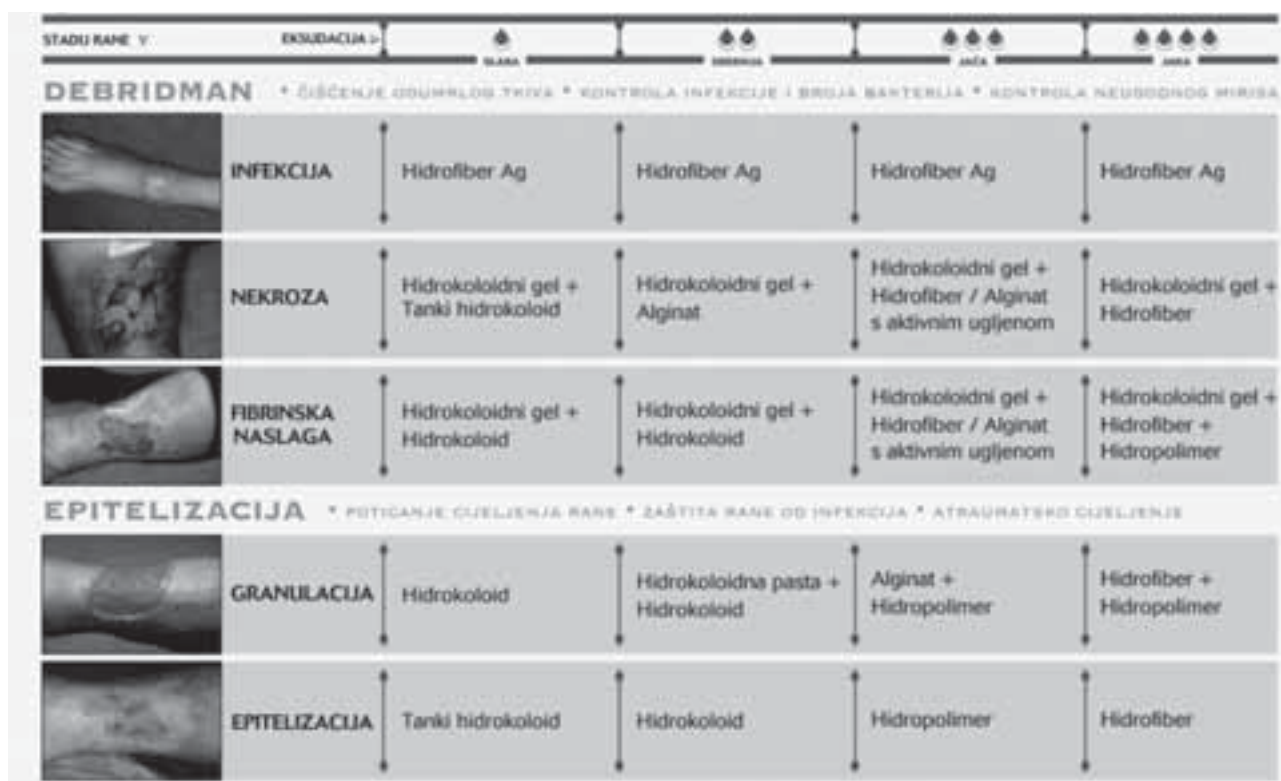 STADIJ RANE EKSUDACIJA
SLABA SREDNJA JAČA JAKA
DEBRIDMAN * ČIŠĆENJE ODUMRLOG TKIVA * KONTROLA INFEKCIJE I BROJA BAKTERIJA * KONTROLA NEUGODNOG MIRISA
INFEKCIJA
Hidrofiber Ag
Hidrofiber Ag
Hidrofiber Ag
Hidrofiber Ag
NEKROZA
Hidrokoloidni gel +
Tanki hidrokoloid
Hidrokoloidni gel +
Alginat
Hidrokoloidni gel +
Hidrofiber / Alginat
s aktivnim ugljenom
Hidrokoloidni gel +
Hidrofiber
FIBRINSKA
NASLAGA
Hidrokoloidni gel +
Hidrokoloid
Hidrokoloidni gel +
Hidrokoloid
Hidrokoloidni gel +
Hidrofiber / Alginat
s aktivnim ugljenom
Hidrokoloidni gel +
Hidrofiber +
Hidropolimer
EPITELIZACIJA * POTICANJE CIJELJENJA RANE * ZAŠTITA RANE OD INFEKCIJA * ATRAUMATSKO CIJELJENJE
GRANULACIJA
Hidrokoloid
Hidrokoloidna pasta +
Hidrokoloid
Alginat +
Hidropolimer
Hidrofiber +
Hidropolimer
EPITELIZACIJA
Tanki hidrokoloid
Hidrokoloid
Hidropolimer
Hidrofiber